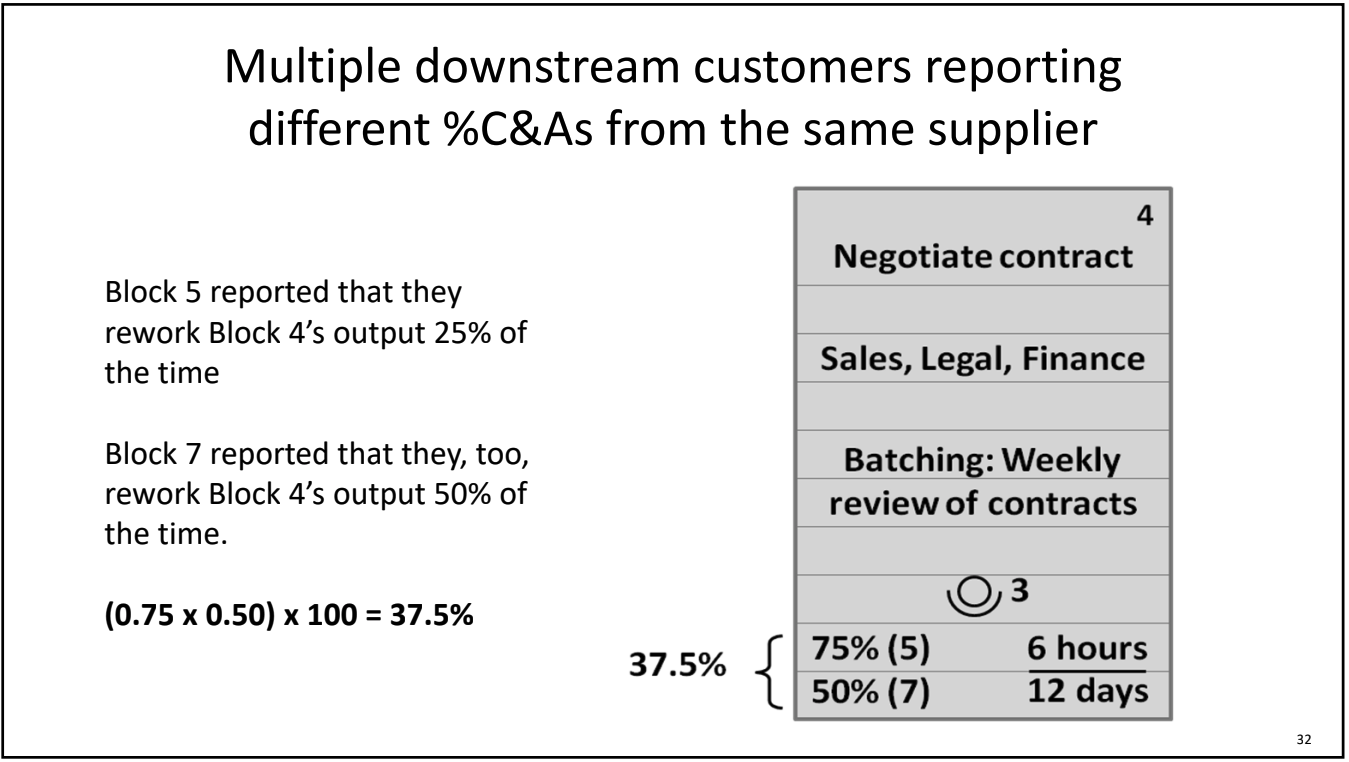 Multiple downstream customers reporting
different %C&As from the same supplier
Block 5 reported that they
rework Block 4’s output 25% of
the time
Block 7 reported that they, too,
rework Block 4’s output 50% of
the time.
(0.75 x 0.50) x 100 = 37.5%
4
Negotiate contract
Sales, Legal, Finance
Batching: Weekly
review of contracts
3
37.5%
75% (5) 6 hours
50% (7) 12 days
32